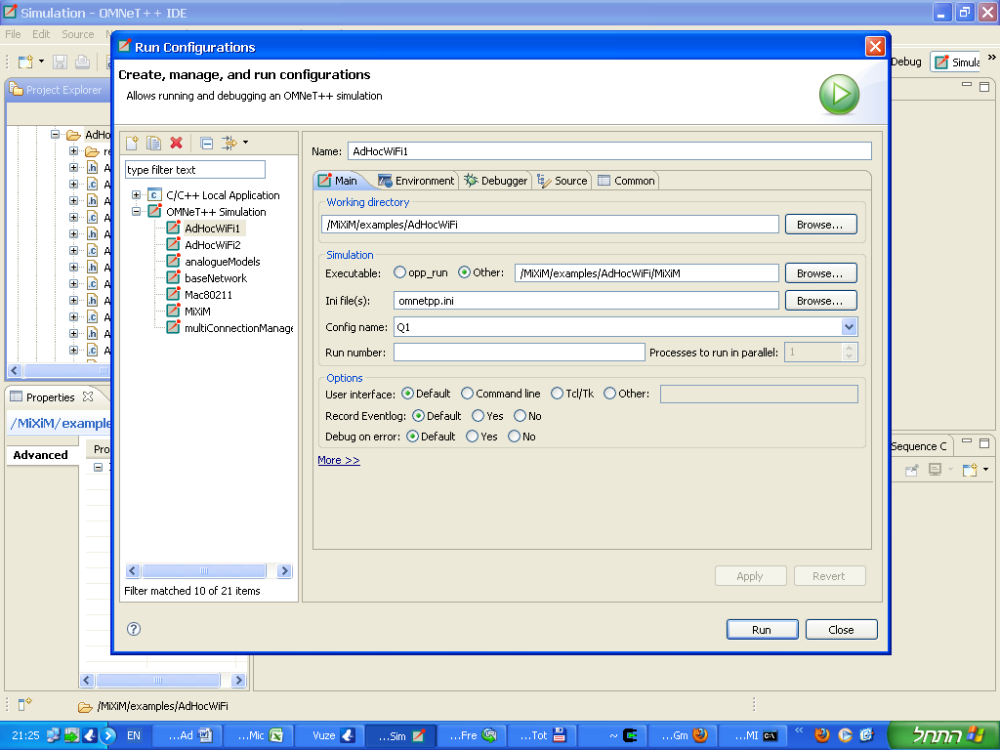 Simulation - OMNeT++ IDE
File Edit Source
Run Configurations
Debug
Simula
Project Explorer
Create, manage, and run configurations
Allows running and debugging an OMNeT++ simulation
AdHo
type filter text
C/C++ Local Application
OMNeT++ Simulation
AdHocWiFi1
AdHocWiFi2
analogueModels
baseNetwork
Mac80211
MiXiM
multiConnectionManage
Filter matched 10 of 21 items
Name: AdHocWiFi1
Main Environment Debugger Source Common
Working directory
/MiXiM/examples/AdHocWiFi Browse...
Simulation
Executable: opp_run Other: /MiXiM/examples/AdHocWiFi/MiXiM Browse...
Ini file(s): omnetpp.ini Browse...
Config name: Q1
Run number: Processes to run in parallel: 1
Options
User interface: Default Command line Tcl/Tk Other:
Record Eventlog: Default Yes No
Debug on error: Default Yes No
More >>
Apply Revert
Run Close
Properties
/MiXiM/example
Advanced
Pro
Sequence C
/MiXiM/examples/AdHocWiFi
21:25 EN ...Ad ...Mic Vuze ...Sim ...Fre ...Tot ~ ...Gm ...MI התחל